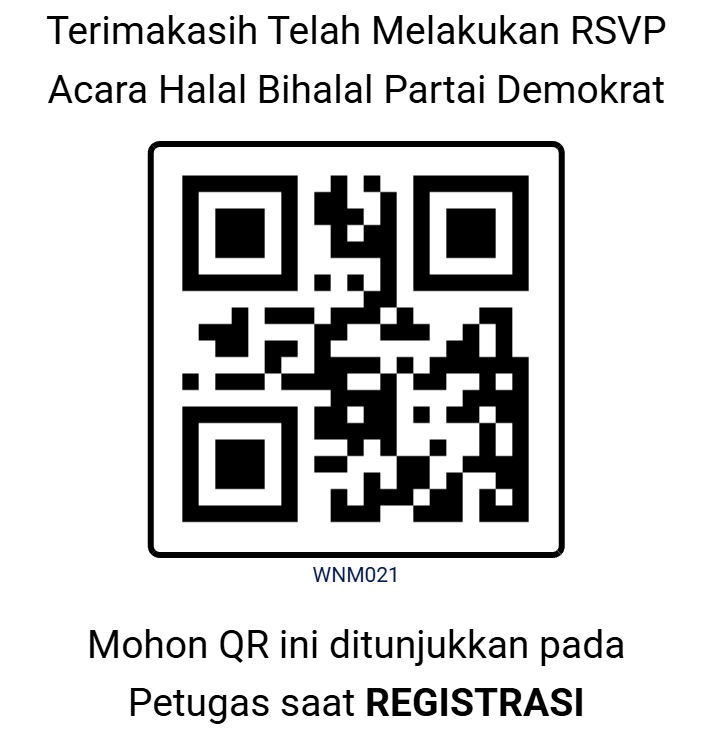 Terimakasih Telah Melakukan RSVP
Acara Halal Bihalal Partai Demokrat
WNM021
Mohon QR ini ditunjukkan pada
Petugas saat REGISTRASI